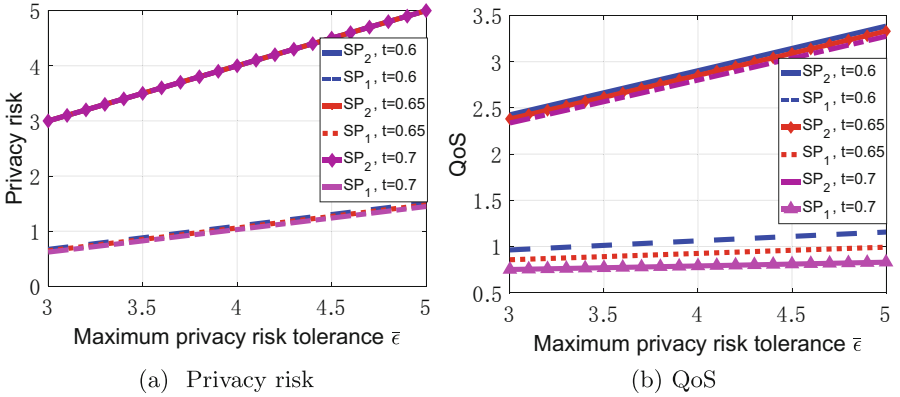 5
4
3
2
1
0
Privacy risk
SP2, t=0.6
SP1, t=0.6
SP2, t=0.65
SP1, t=0.65
SP2, t=0.7
SP1, t=0.7
3 3.5 4 4.5 5
Maximum privacy risk tolerance ϵ̄
(a) Privacy risk
3.5
3
2.5
2
1.5
1
0.5
QoS
SP2, t=0.6
SP1, t=0.6
SP2, t=0.65
SP1, t=0.65
SP2, t=0.7
SP1, t=0.7
3 3.5 4 4.5 5
Maximum privacy risk tolerance ϵ̄
(b) QoS